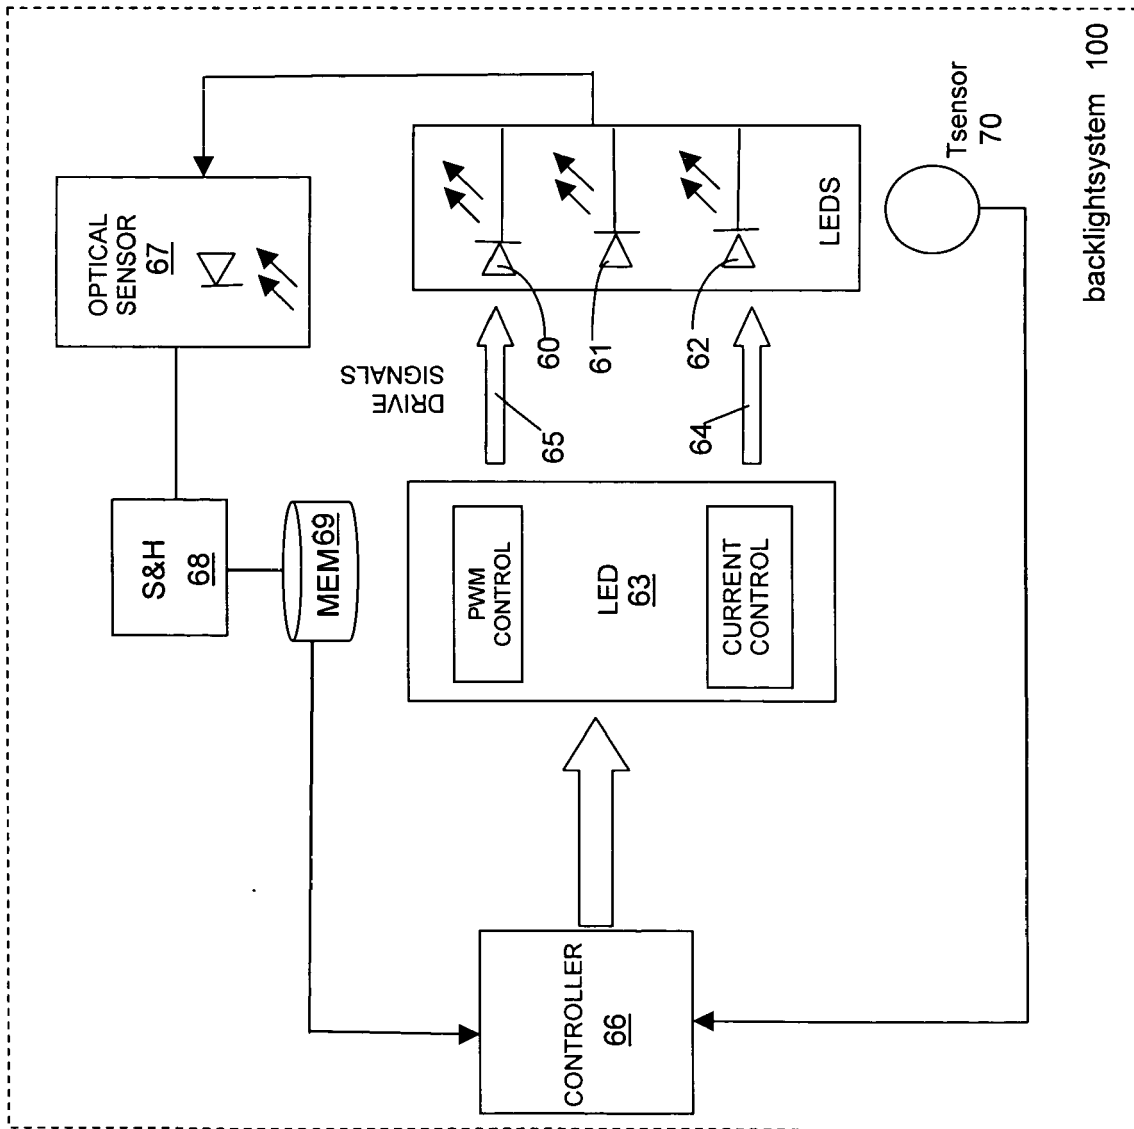 OPTICAL
SENSOR
67
S&H
68
MEM69
DRIVE
SIGNALS
65
64
60
61
62
LEDS
PWM
CONTROL
LED
63
CURRENT
CONTROL
CONTROLLER
66
Tsensor
70
backlightsystem 100